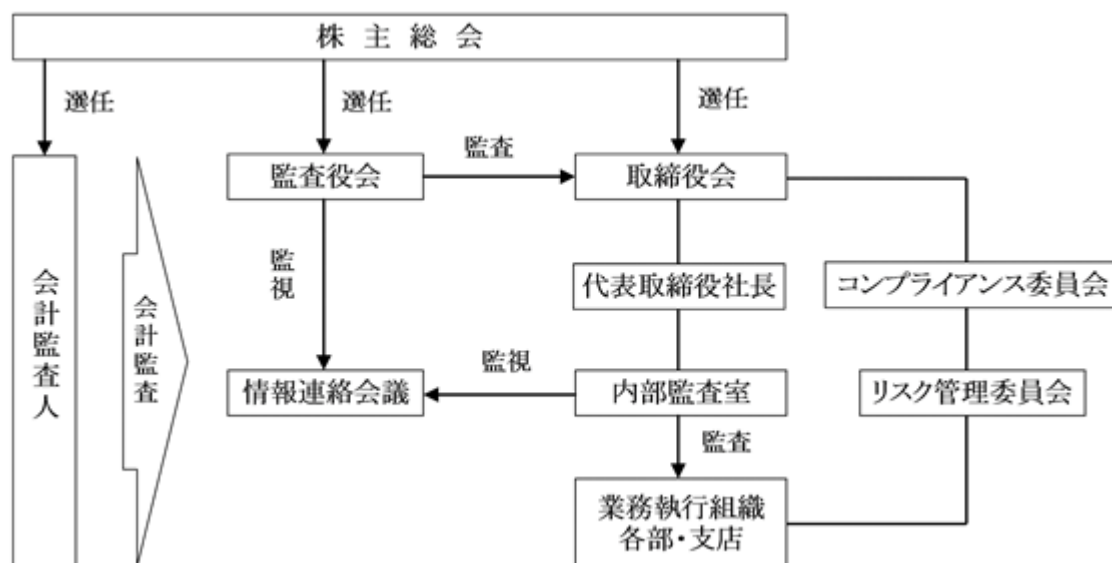 株主総会
選任
選任
選任
監査役会
監査
取締役会
会計監査人
会計監査
監視
代表取締役社長
コンプライアンス委員会
情報連絡会議
監視
内部監査室
リスク管理委員会
監査
業務執行組織
各部・支店